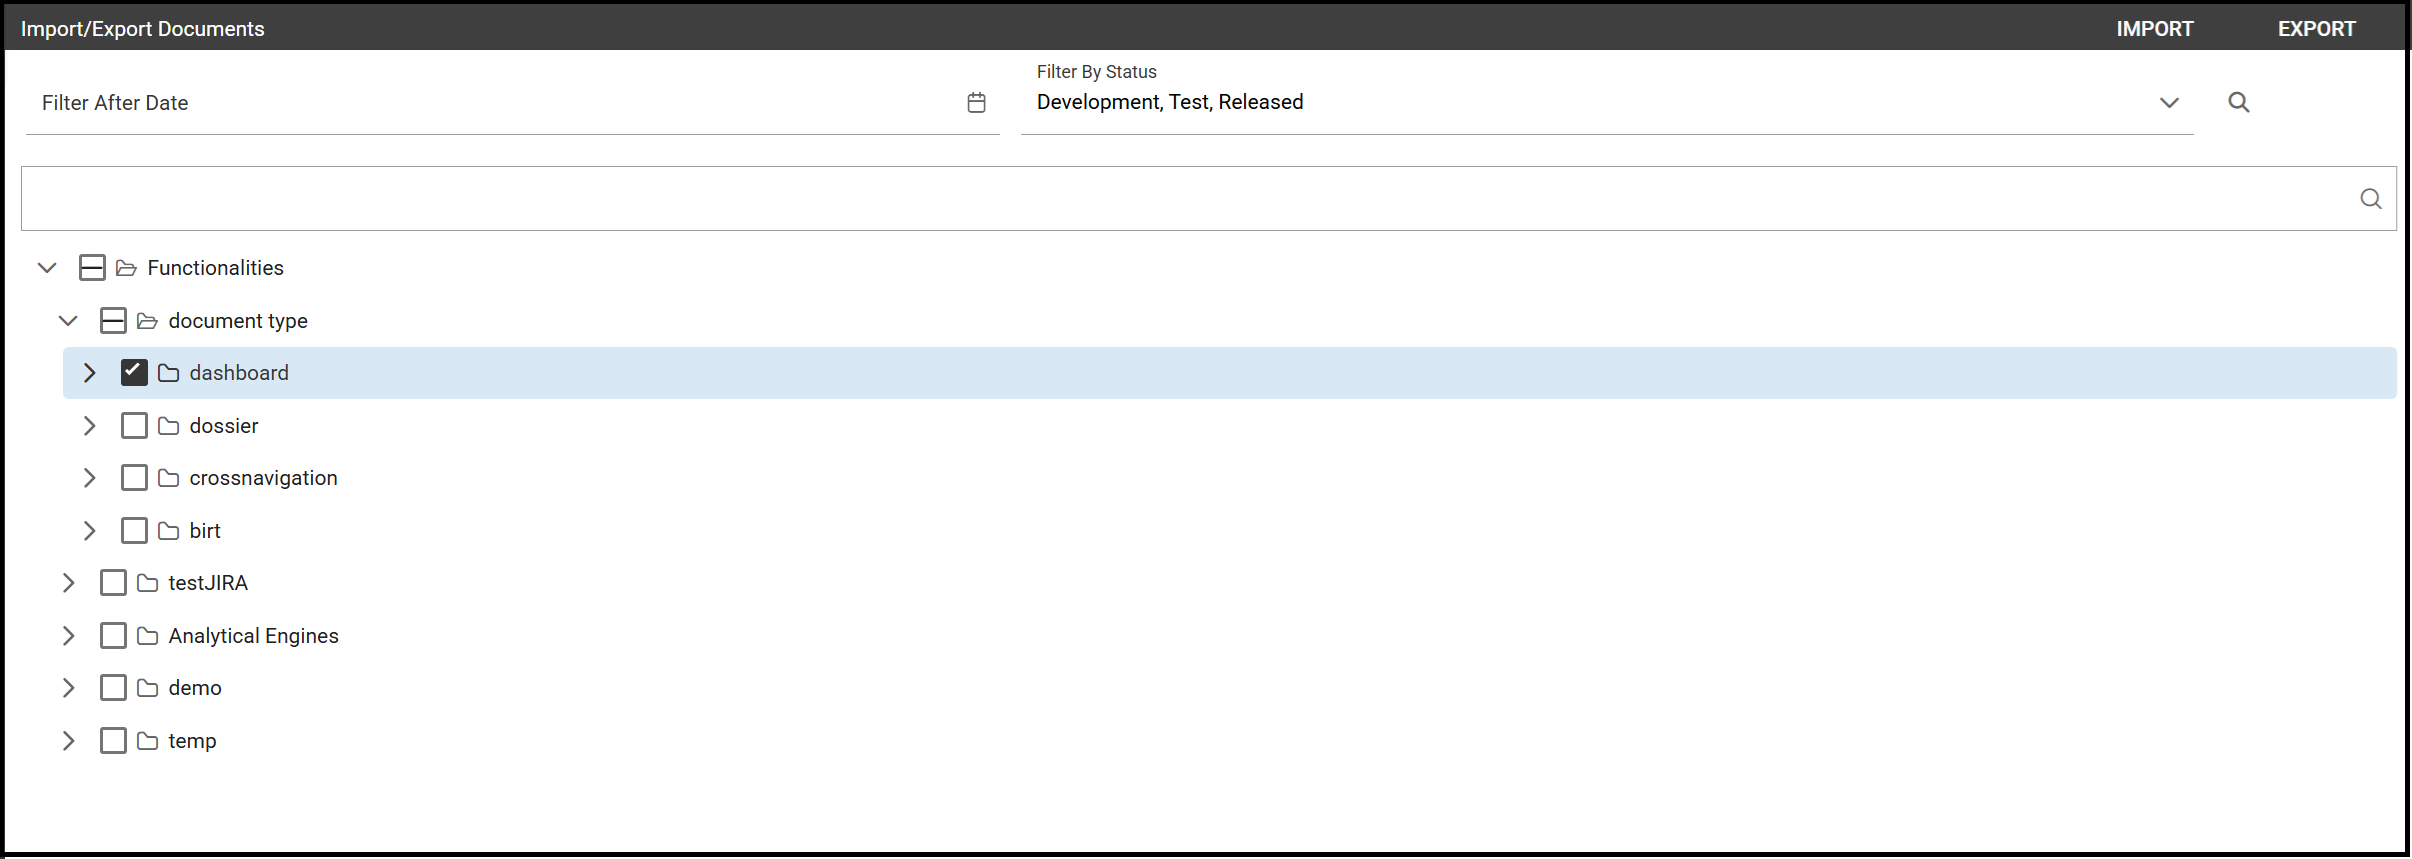 Import/Export Documents IMPORT EXPORT
Filter By Status
Filter After Date Development, Test, Released
Functionalities
document type
dashboard
dossier
crossnavigation
birt
testJIRA
Analytical Engines
demo
temp